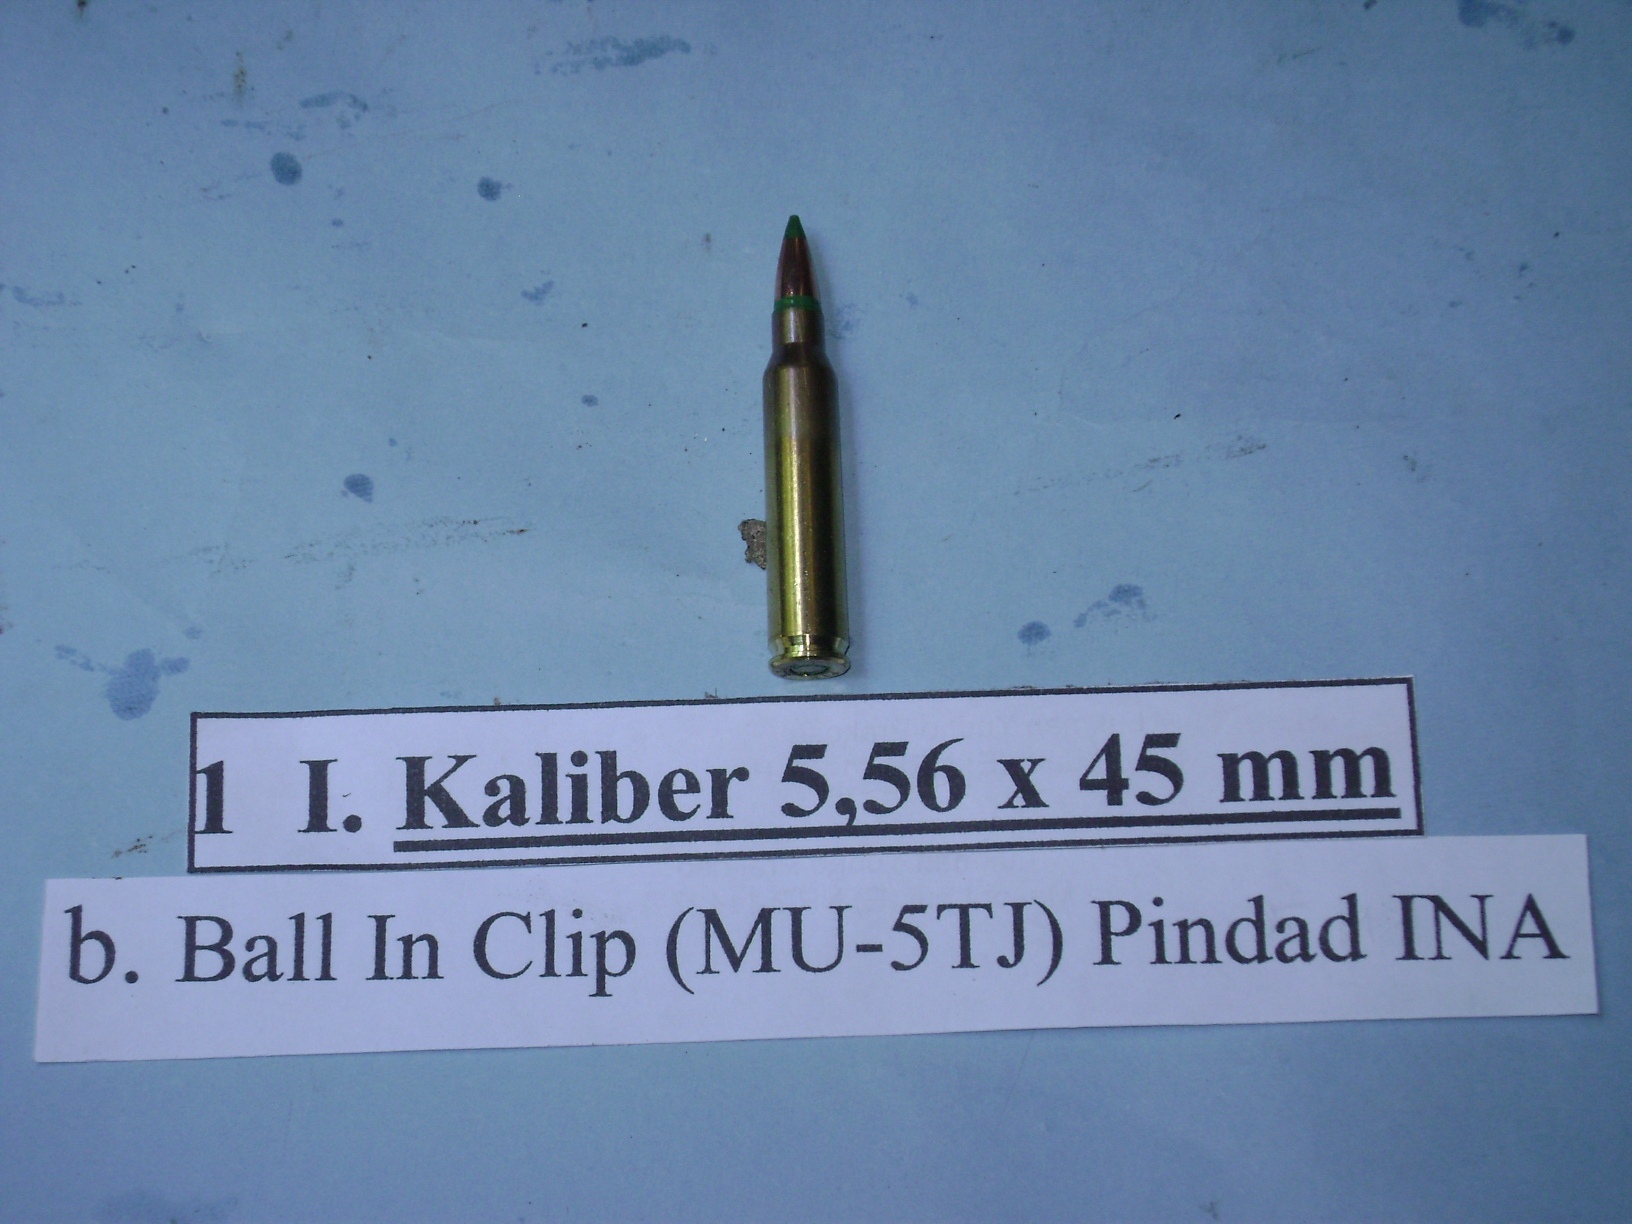 1 I. Kaliber 5,56 x 45 mm
b. Ball In Clip (MU-5TJ) Pindad INA